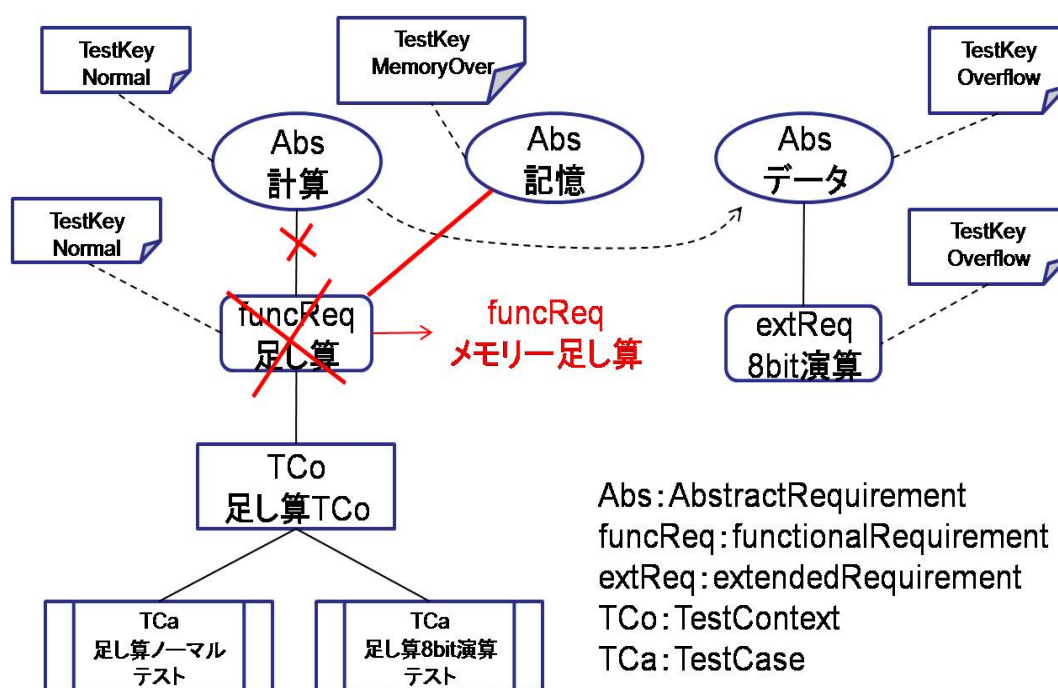 TestKey
Normal
TestKey
MemoryOver
TestKey
Overflow
Abs
計算
Abs
記憶
Abs
データ
TestKey
Normal
TestKey
Overflow
funcReq
足し算
funcReq
メモリー足し算
extReq
8bit演算
TCo
足し算TCo
TCa
足し算ノーマル
テスト
TCa
足し算8bit演算
テスト
Abs：AbstractRequirement
funcReq：functionalRequirement
extReq：extendedRequirement
TCo：TestContext
TCa：TestCase